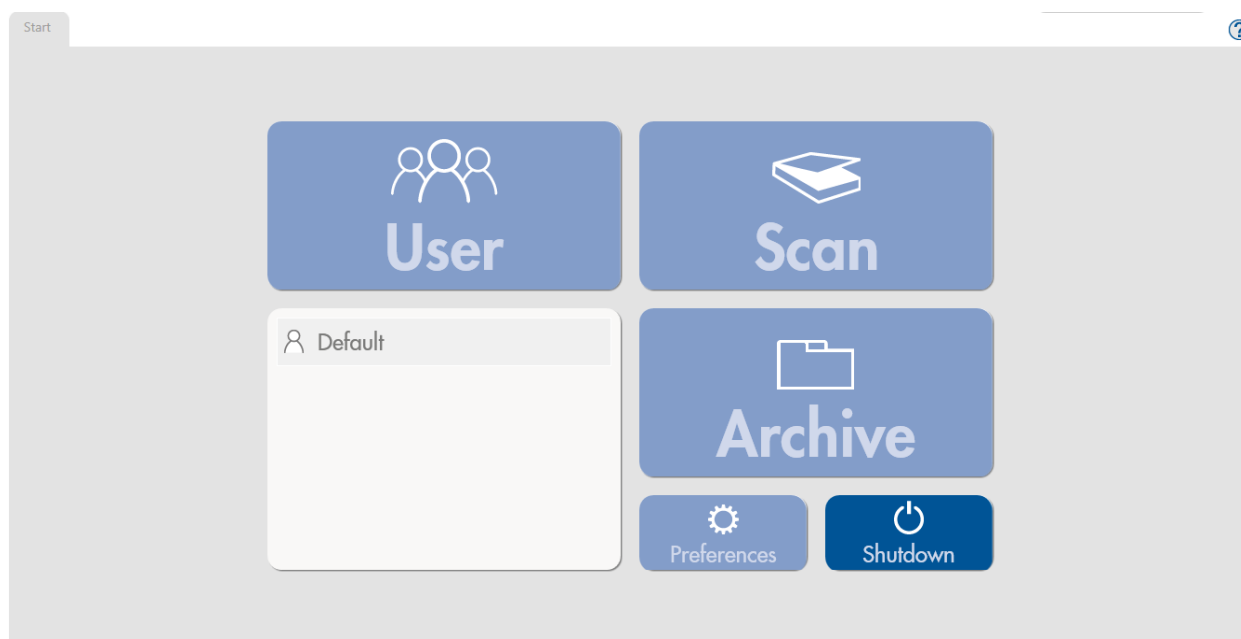 Start
?
User
Scan
Default
Archive
Preferences
Shutdown